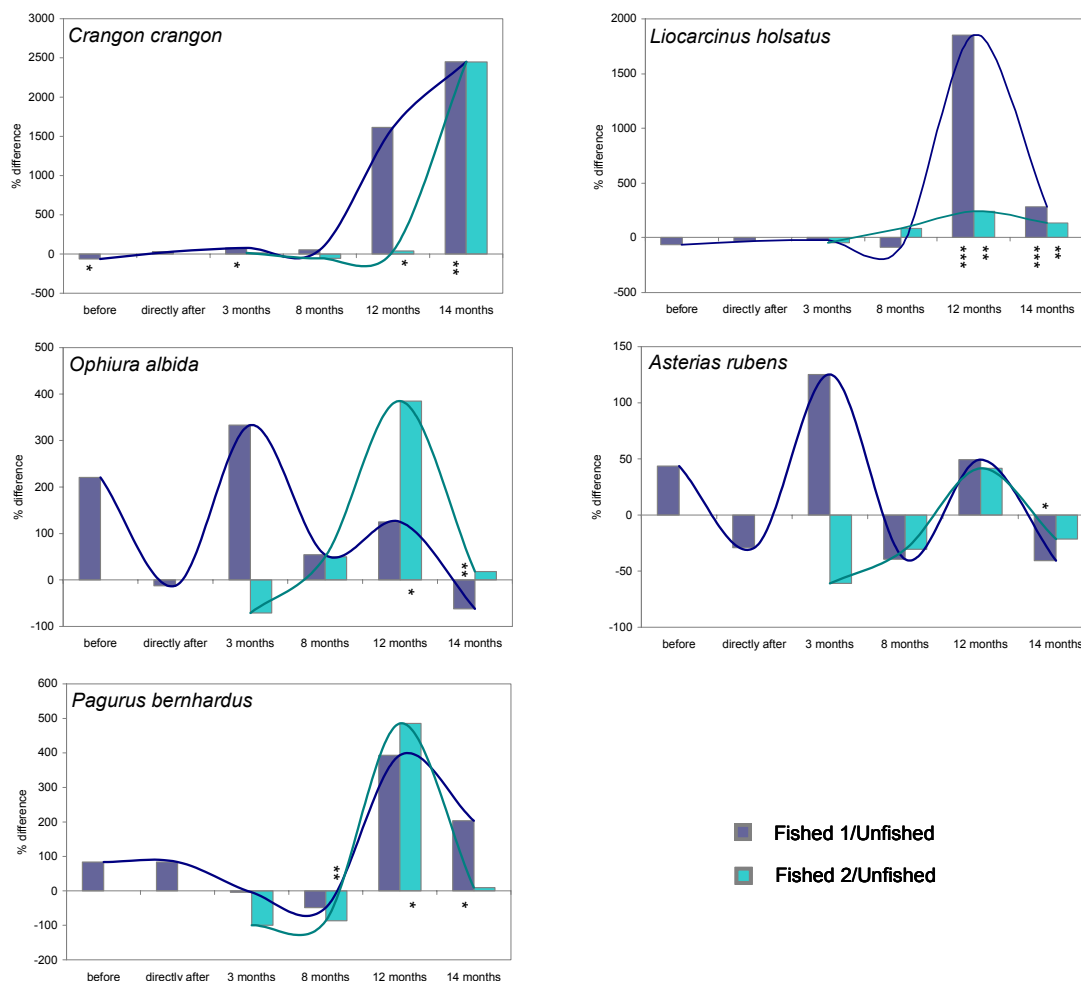 Crangon crangon
3000
2500
2000
1500
1000
500
0
-500
% difference
* * * **
before directly after 3 months 8 months 12 months 14 months
Liocarcinus holsatus
2000
1500
1000
500
0
-500
% difference
*** ** *** **
before directly after 3 months 8 months 12 months 14 months
Ophiura albida
500
400
300
200
100
0
-100
% difference
* **
before directly after 3 months 8 months 12 months 14 months
Asterias rubens
150
100
50
0
-50
-100
% difference
*
before directly after 3 months 8 months 12 months 14 months
Pagurus bernhardus
600
500
400
300
200
100
0
-100
-200
% difference
** * *
before directly after 3 months 8 months 12 months 14 months
Fished 1/Unfished
Fished 2/Unfished